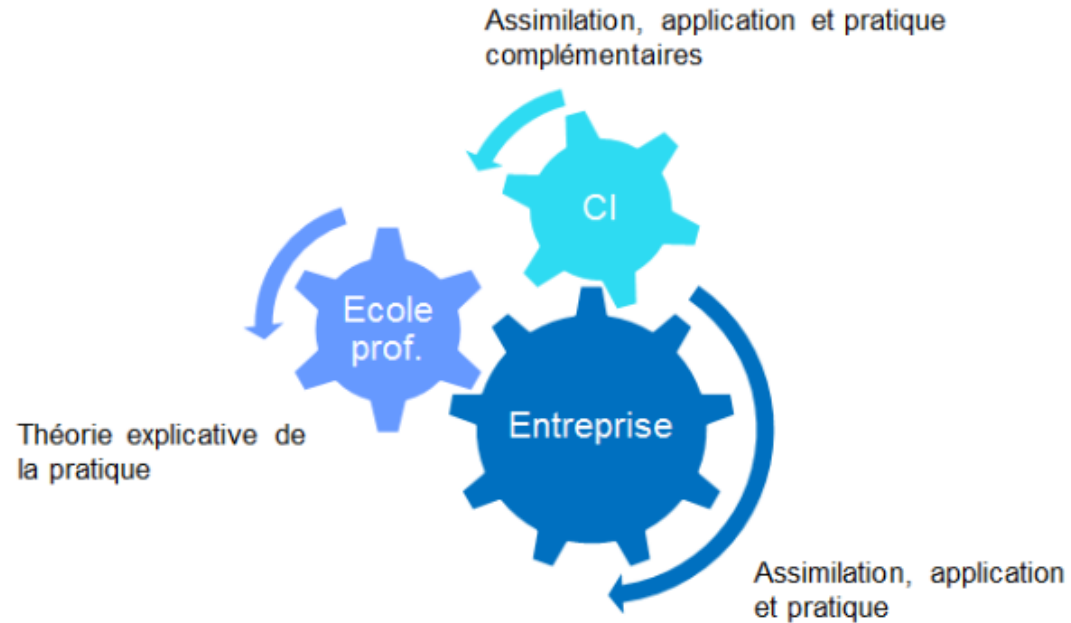 Assimilation, application et pratique
complémentaires
CI
Ecole
prof.
Entreprise
Théorie explicative de
la pratique
Assimilation, application
et pratique